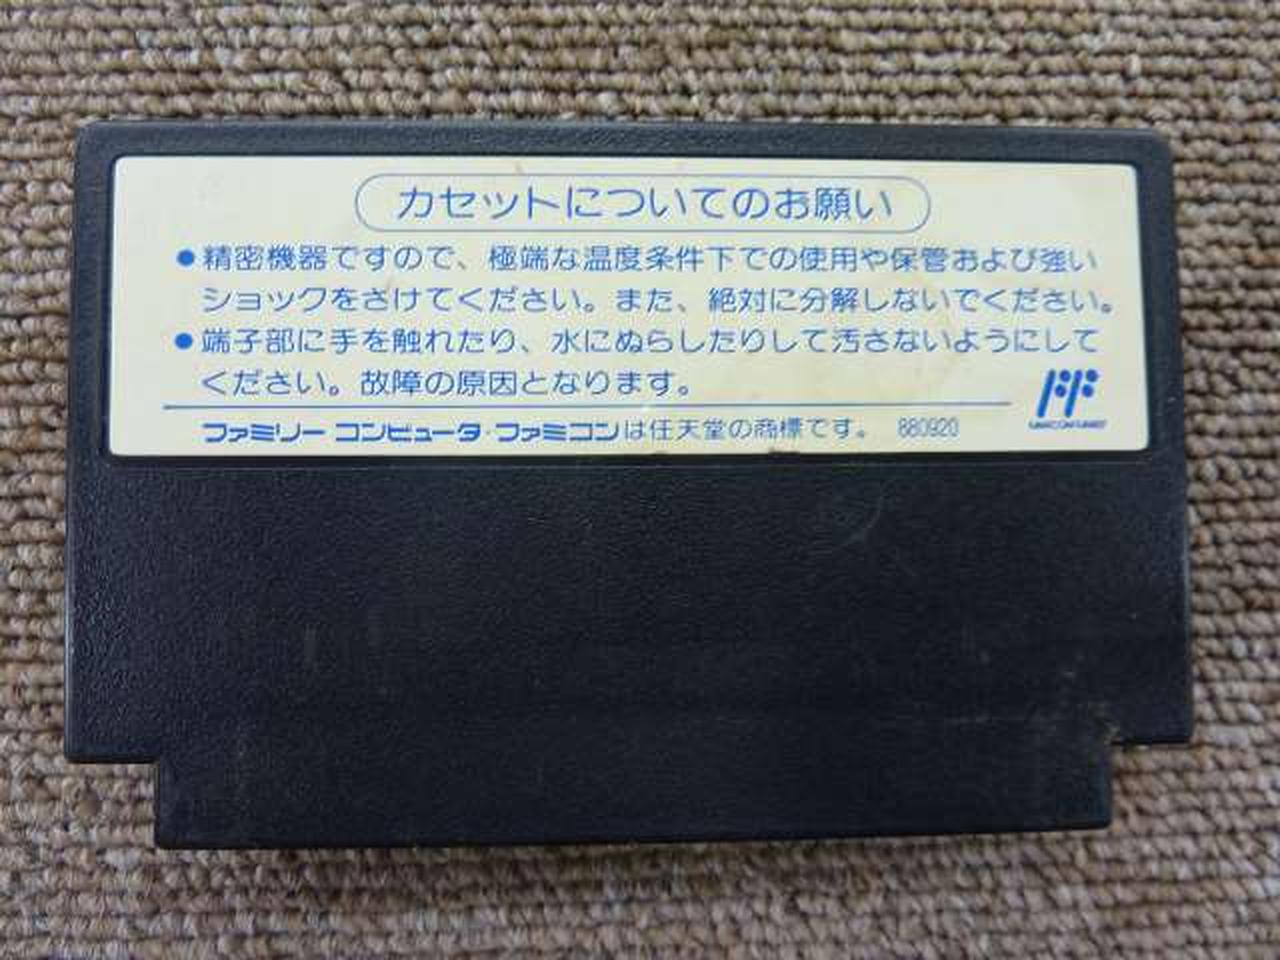 カセットについてのお願い
●精密機器ですので、極端な温度条件下での使用や保管および強い
ショックをさけてください。また、絶対に分解しないでください。
●端子部に手を触れたり、水にぬらしたりして汚さないようにして
ください。故障の原因となります。
ファミリーコンピュータ・ファミコンは任天堂の商標です。 880920